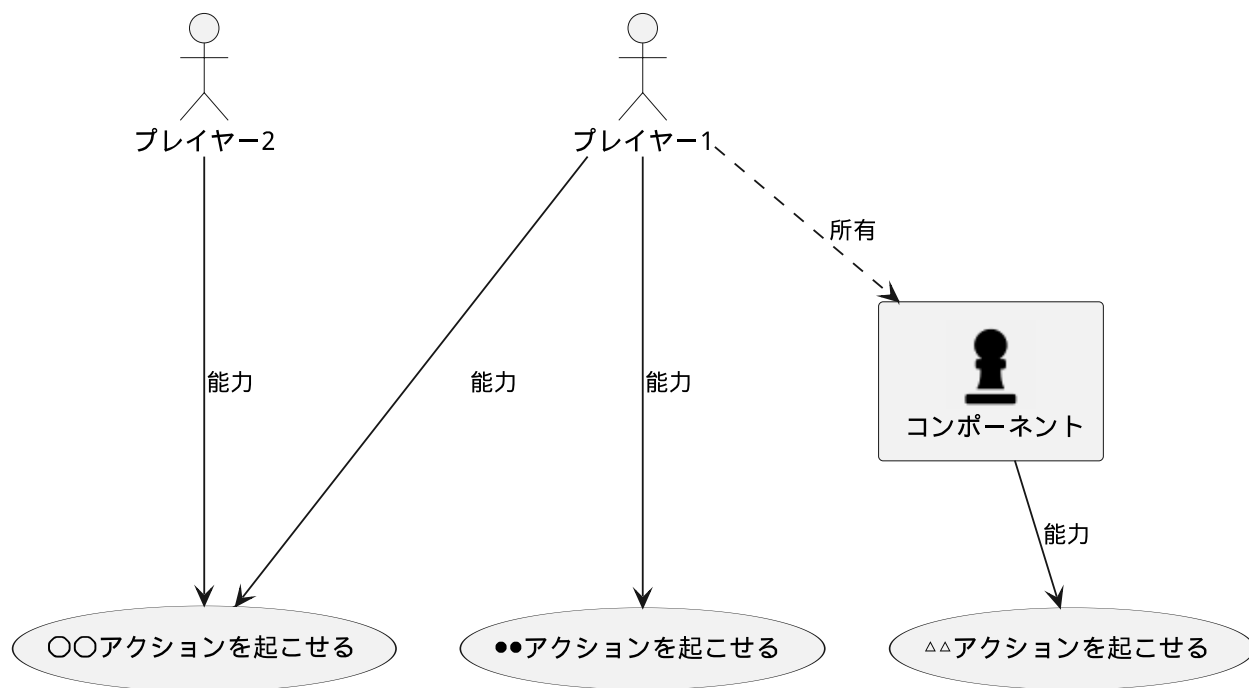 プレイヤー2
プレイヤー1
所有
能力
能力
能力
コンポーネント
能力
〇〇アクションを起こせる
●●アクションを起こせる
△△アクションを起こせる